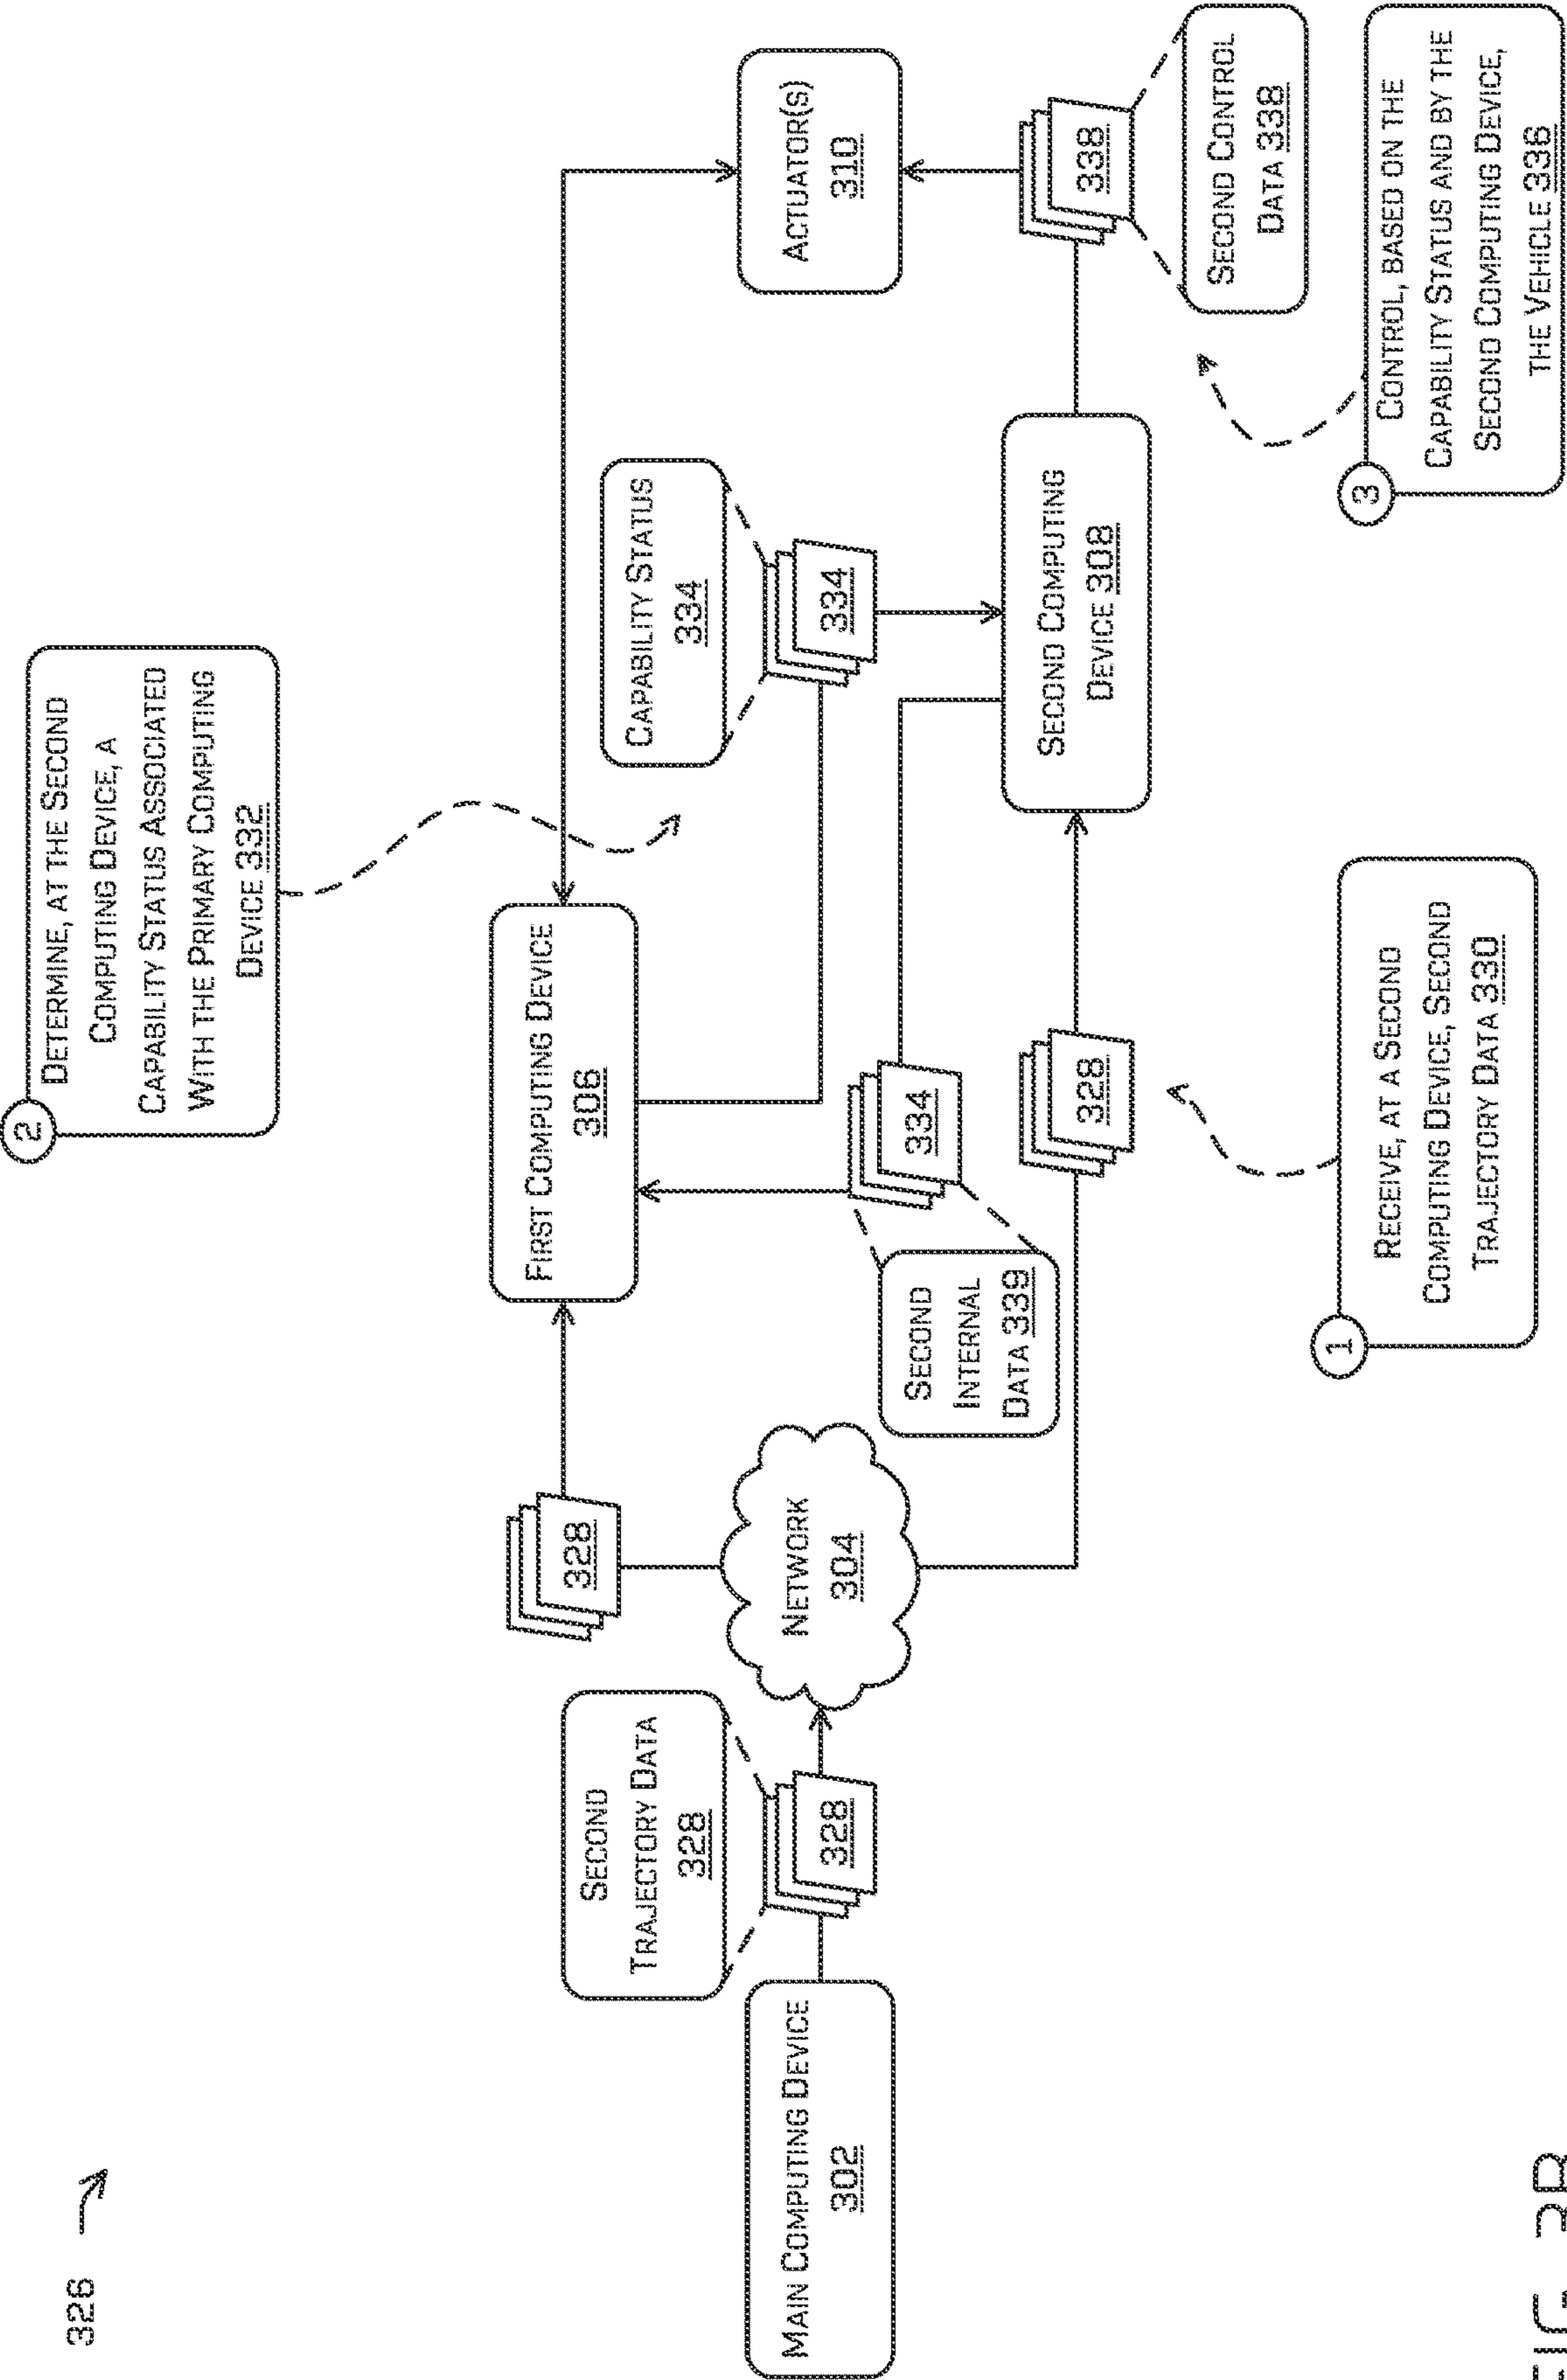 326
2
DETERMINE, AT THE SECOND
COMPUTING DEVICE, A
CAPABILITY STATUS ASSOCIATED
WITH THE PRIMARY COMPUTING
DEVICE 332
FIRST COMPUTING DEVICE
306
328
SECOND
TRAJECTORY DATA
328
328
MAIN COMPUTING DEVICE
302
NETWORK
304
CAPABILITY STATUS
334
334
ACTUATOR(S)
310
334
SECOND
INTERNAL
DATA 339
328
SECOND COMPUTING
DEVICE 308
338
SECOND CONTROL
DATA 338
1
RECEIVE, AT A SECOND
COMPUTING DEVICE, SECOND
TRAJECTORY DATA 330
3
CONTROL, BASED ON THE
CAPABILITY STATUS AND BY THE
SECOND COMPUTING DEVICE,
THE VEHICLE 336